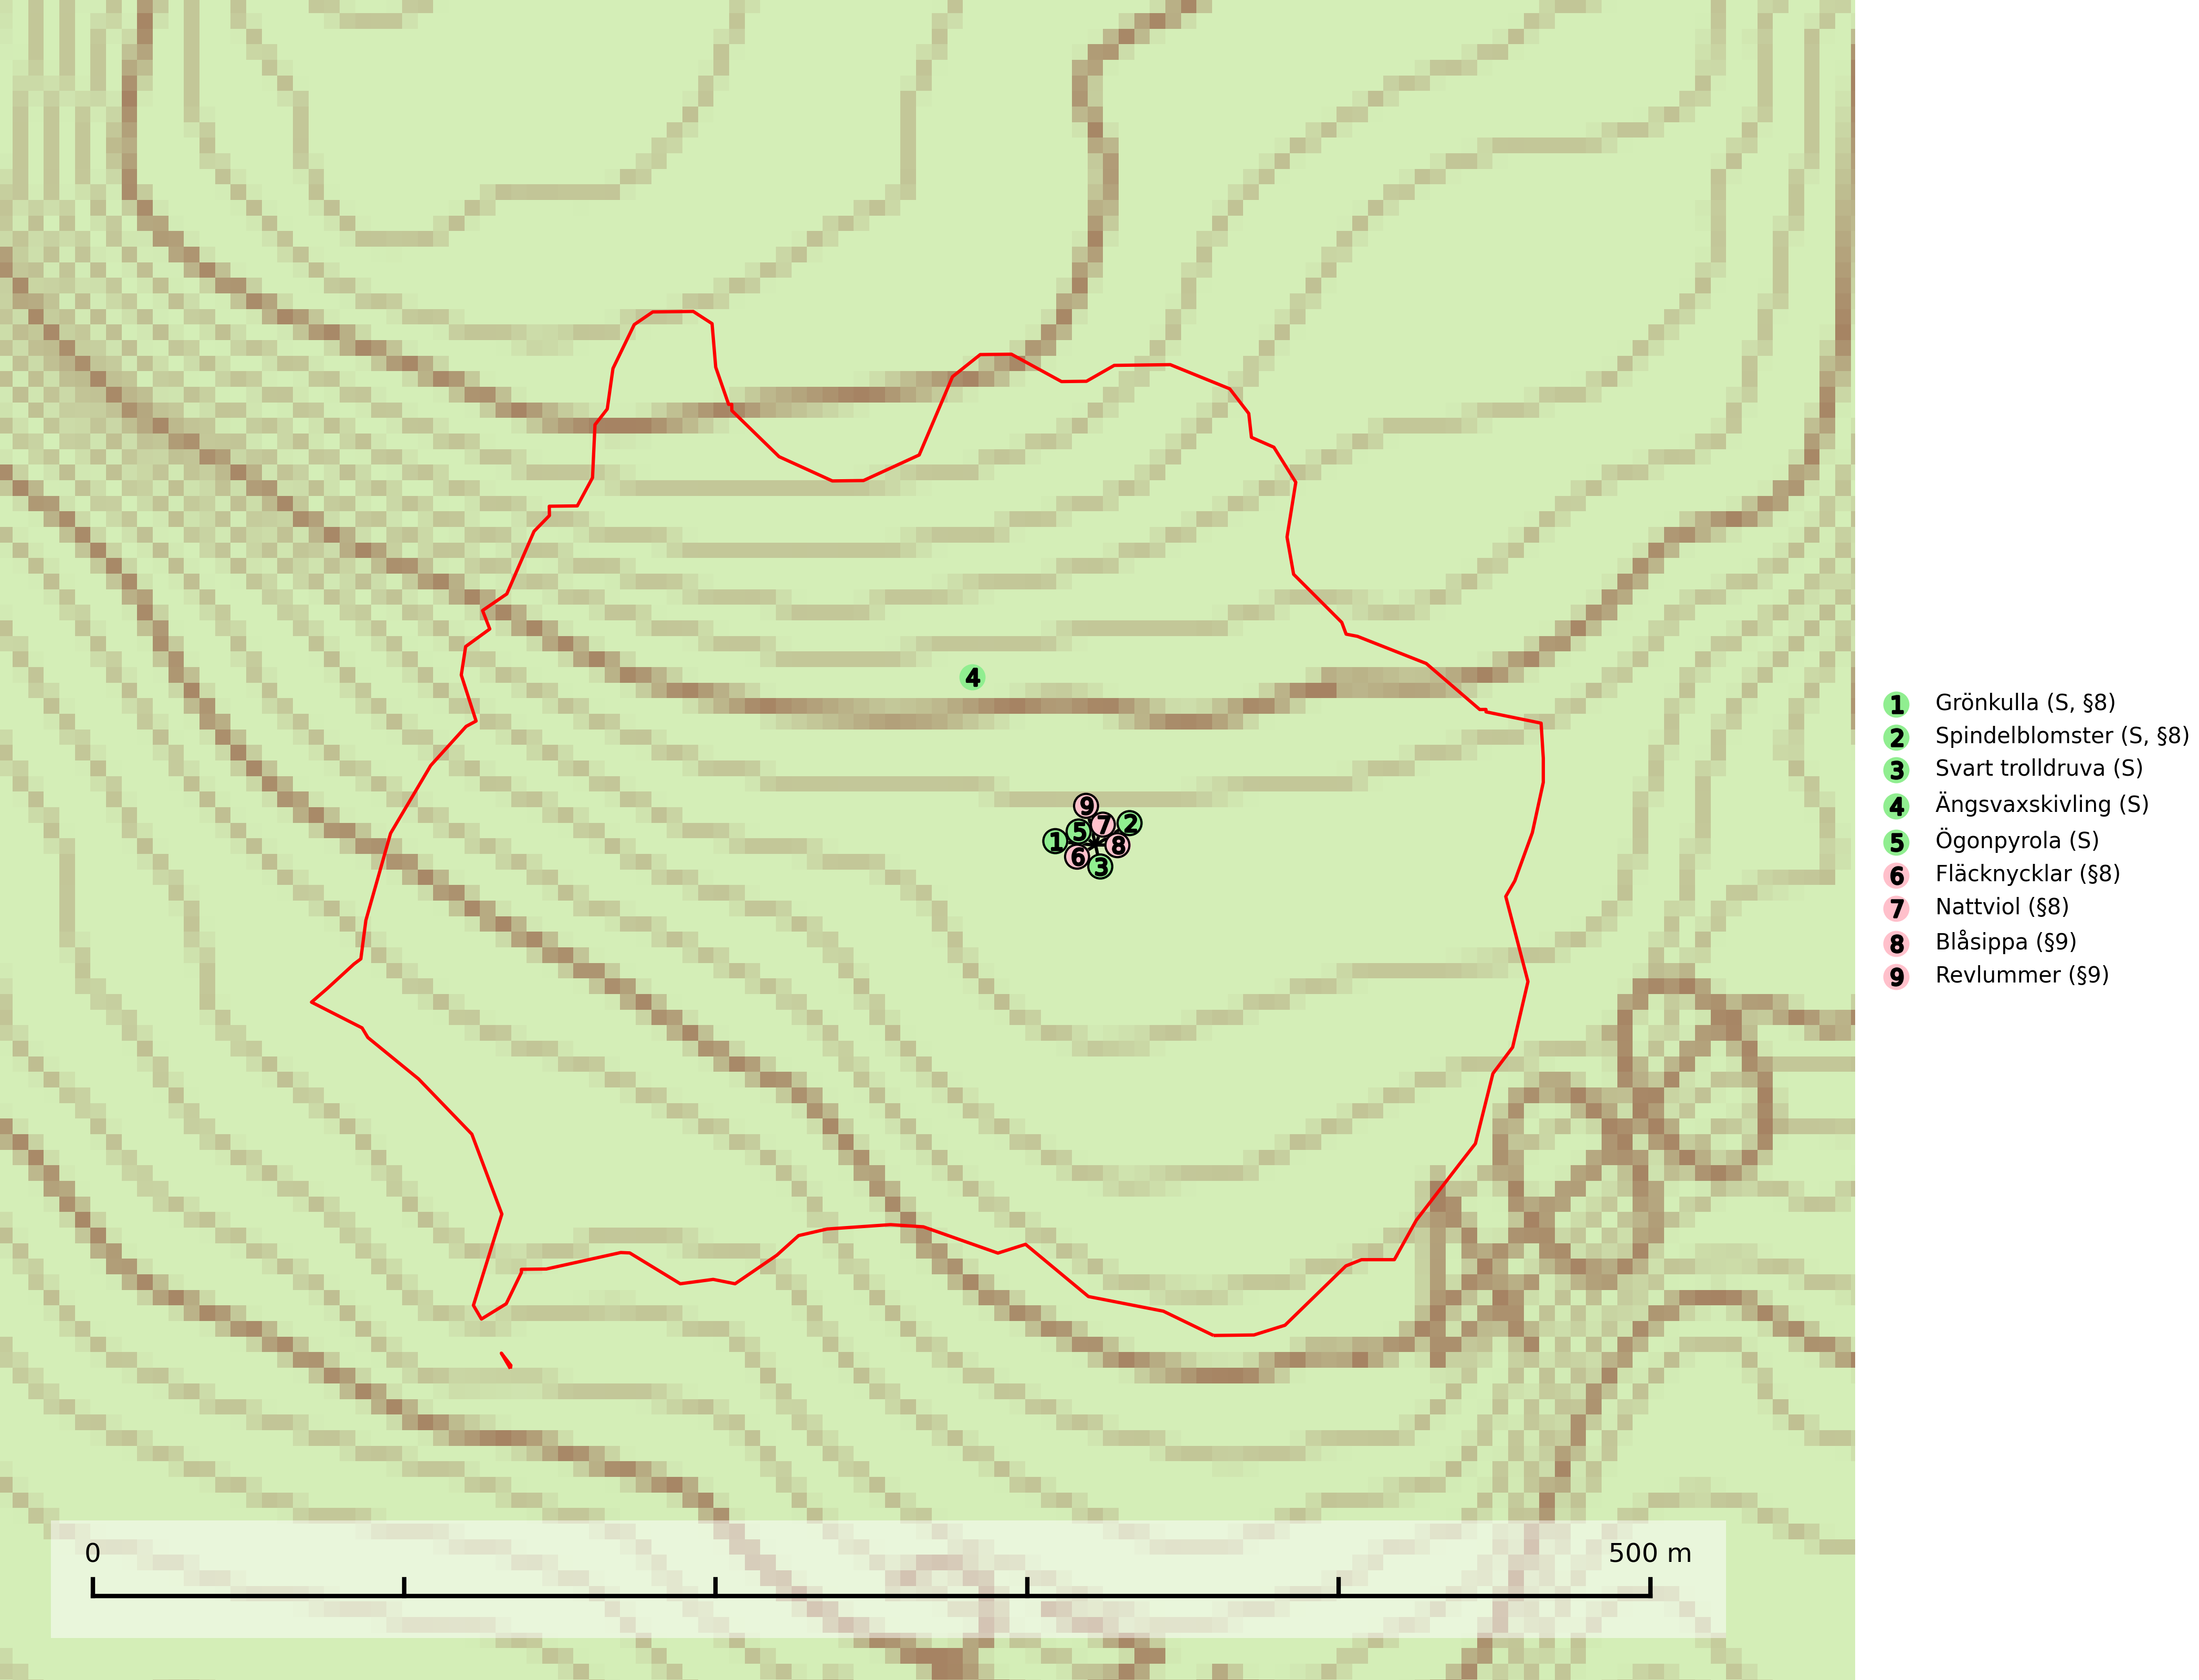 4
9
7
2
5
1
8
6
3
1 Grönkulla (S, §8)
2 Spindelblomster (S, §8)
3 Svart trolldruva (S)
4 Ängsvaxskivling (S)
5 Ögonpyrola (S)
6 Fläcknycklar (§8)
7 Nattviol (§8)
8 Blåsippa (§9)
9 Revlummer (§9)
0 500 m